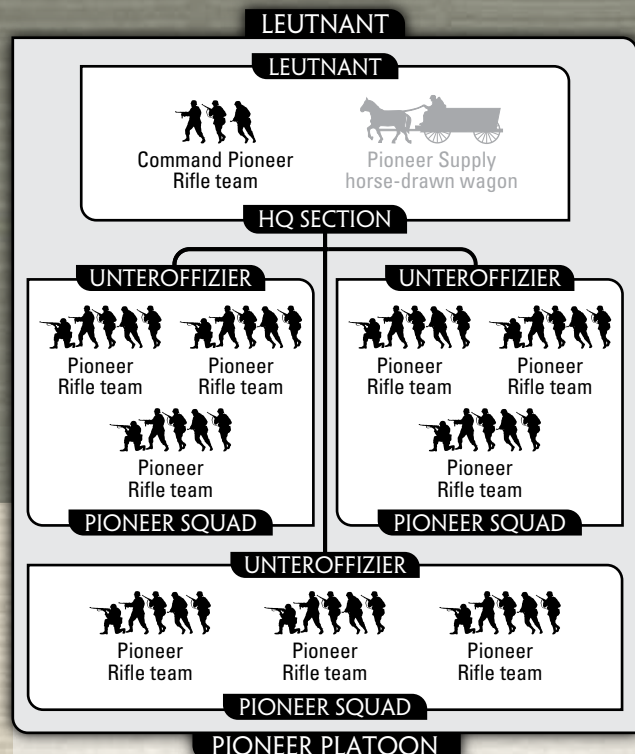 LEUTNANT
LEUTNANT
Command Pioneer
Rifle team
Pioneer Supply
horse-drawn wagon
HQ SECTION
UNTEROFFIZIER
Pioneer
Rifle team
Pioneer
Rifle team
Pioneer
Rifle team
PIONEER SQUAD
UNTEROFFIZIER
Pioneer
Rifle team
Pioneer
Rifle team
Pioneer
Rifle team
PIONEER SQUAD
UNTEROFFIZIER
Pioneer
Rifle team
Pioneer
Rifle team
Pioneer
Rifle team
PIONEER SQUAD
PIONEER PLATOON